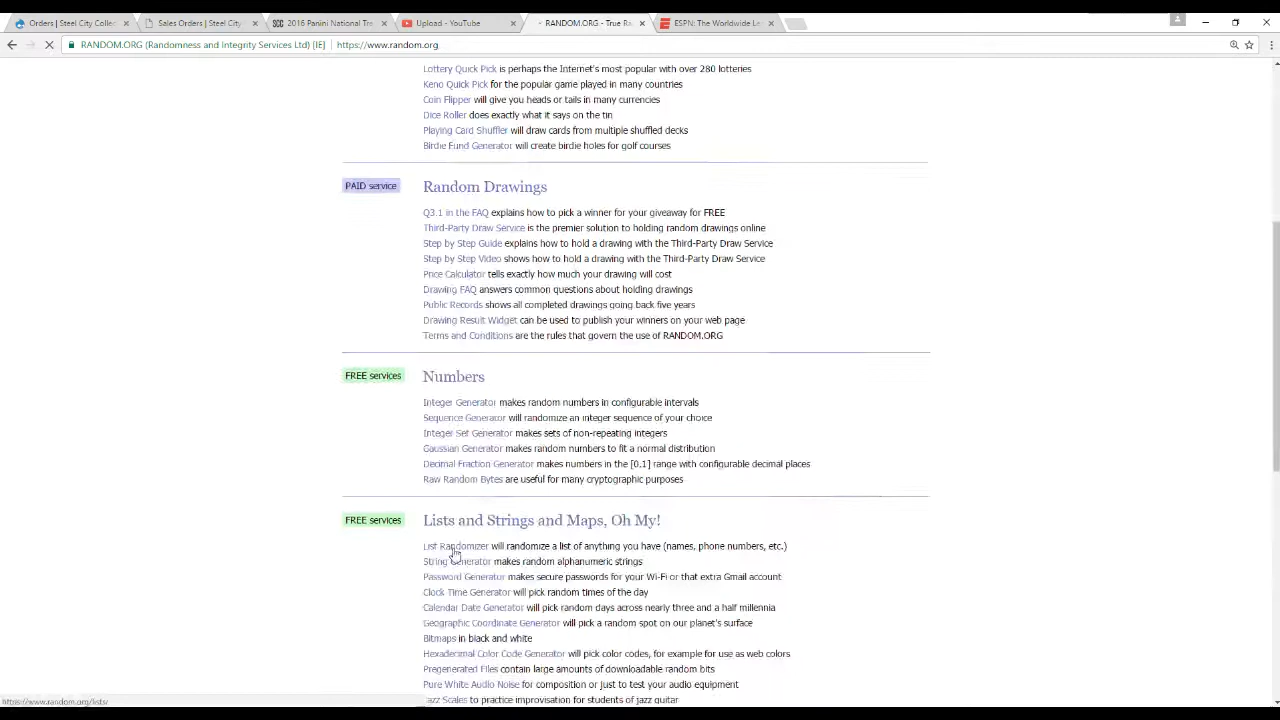 Orders | Steel City Collec
Sales Orders | Steel City
2016 Panini National Tr
Upload - YouTube
RANDOM.ORG - True Ra
ESPN: The Worldwide Le
RANDOM.ORG (Randomness and Integrity Services Ltd) [IE] https://www.random.org
Lottery Quick Pick is perhaps the Internet's most popular with over 280 lotteries
Keno Quick Pick for the popular game played in many countries
Coin Flipper will give you heads or tails in many currencies
Dice Roller does exactly what it says on the tin
Playing Card Shuffler will draw cards from multiple shuffled decks
Birdie Fund Generator will create birdie holes for golf courses
PAID service
Random Drawings
Q3.1 in the FAQ explains how to pick a winner for your giveaway for FREE
Third-Party Draw Service is the premier solution to holding random drawings online
Step by Step Guide explains how to hold a drawing with the Third-Party Draw Service
Step by Step Video shows how to hold a drawing with the Third-Party Draw Service
Price Calculator tells exactly how much your drawing will cost
Drawing FAQ answers common questions about holding drawings
Public Records shows all completed drawings going back five years
Drawing Result Widget can be used to publish your winners on your web page
Terms and Conditions are the rules that govern the use of RANDOM.ORG
FREE services
Numbers
Integer Generator makes random numbers in configurable intervals
Sequence Generator will randomize an integer sequence of your choice
Integer Set Generator makes sets of non-repeating integers
Gaussian Generator makes random numbers to fit a normal distribution
Decimal Fraction Generator makes numbers in the [0,1] range with configurable decimal places
Raw Random Bytes are useful for many cryptographic purposes
FREE services
Lists and Strings and Maps, Oh My!
List Randomizer will randomize a list of anything you have (names, phone numbers, etc.)
String Generator makes random alphanumeric strings
Password Generator makes secure passwords for your Wi-Fi or that extra Gmail account
Clock Time Generator will pick random times of the day
Calendar Date Generator will pick random days across nearly three and a half millennia
Geographic Coordinate Generator will pick a random spot on our planet's surface
Bitmaps in black and white
Hexadecimal Color Code Generator will pick color codes, for example for use as web colors
Pregenerated Files contain large amounts of downloadable random bits
Pure White Audio Noise for composition or just to test your audio equipment
Jazz Scales to practice improvisation for students of jazz guitar
https://www.random.org/lists/